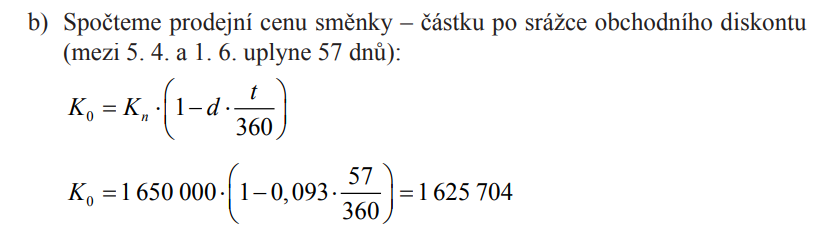 b) Spočteme prodejní cenu směnky – částku po srážce obchodního diskontu
(mezi 5. 4. a 1. 6. uplyne 57 dnů):
K₀ = Kₙ · (1 − d · t/360)
K₀ = 1 650 000 · (1 − 0,093 · 57/360) = 1 625 704